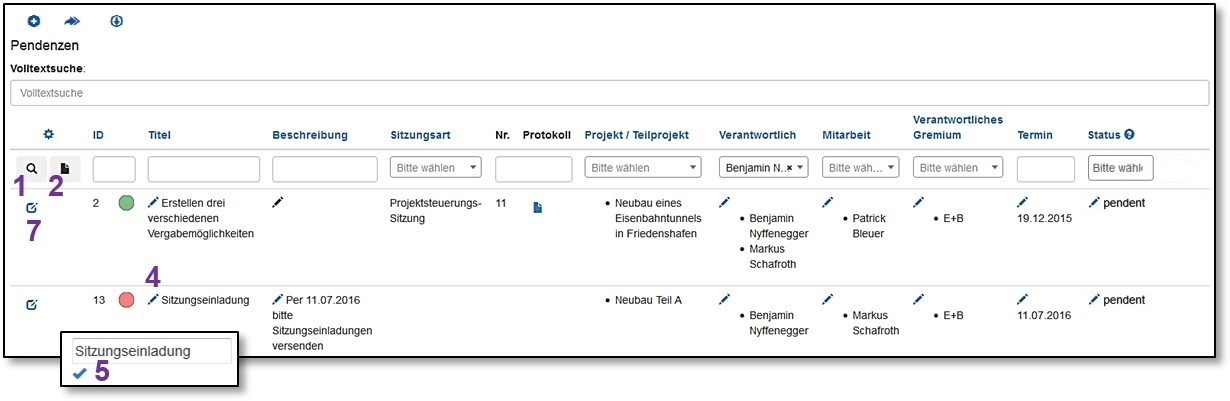 Pendenzen
Volltextsuche:
Volltextsuche
Verantwortliches
ID Titel Beschreibung Sitzungsart Nr. Protokoll Projekt / Teilprojekt Verantwortlich Mitarbeit Gremium Termin Status
Bitte wählen Bitte wählen Benjamin N.. Bitte wäh... Bitte wählen Bitte wähl
1 2
2 Erstellen drei Projektsteuerungs- 11 Neubau eines pendent
7 verschiedenen Sitzung Eisenbahntunnels Benjamin Patrick E+B 19.12.2015
Vergabemöglichkeiten in Friedenshafen Nyffenegger Bleuer
Markus
Schafroth
4
13 Sitzungseinladung Per 11.07.2016 Neubau Teil A pendent
bitte Benjamin Markus E+B 11.07.2016
Sitzungseinladungen Nyffenegger Schafroth
versenden
Sitzungseinladung
5